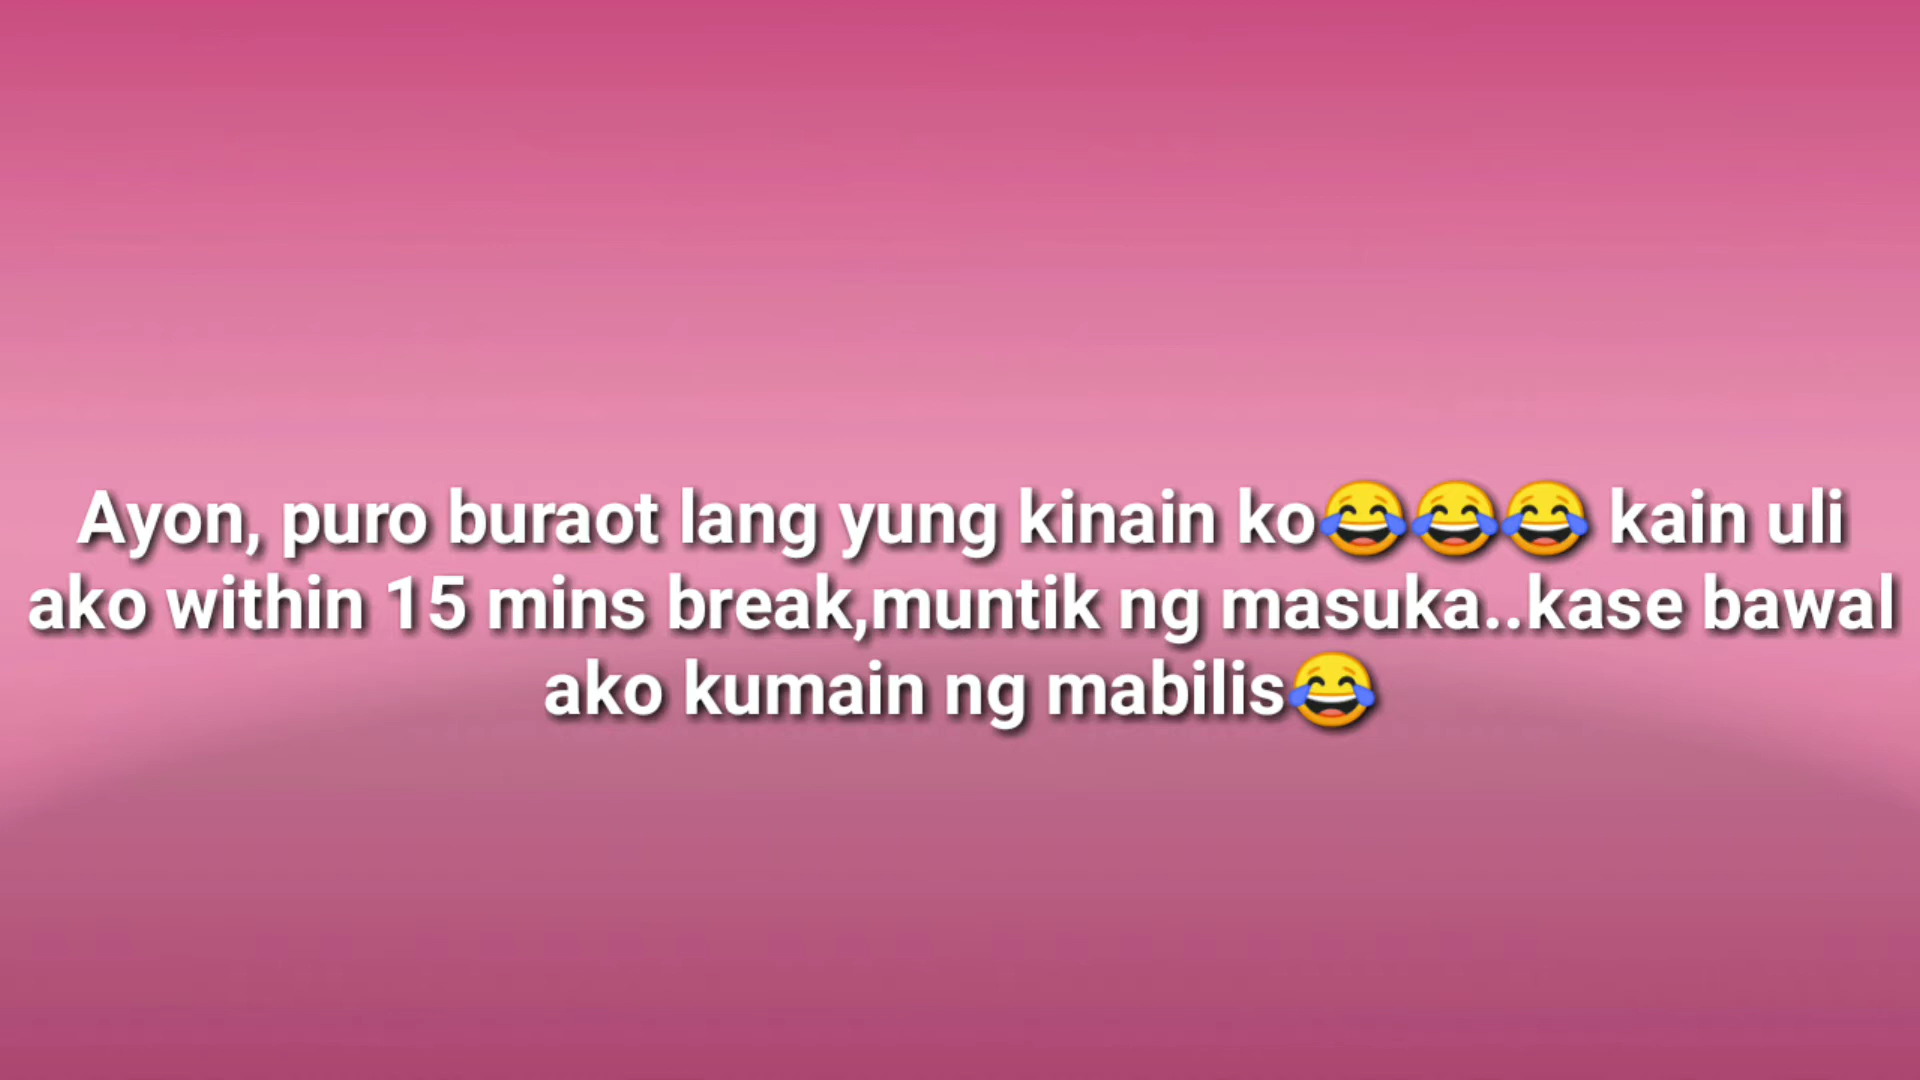 Ayon, puro buraot lang yung kinain ko😂😂😂 kain uli
ako within 15 mins break,muntik ng masuka..kase bawal
ako kumain ng mabilis😂